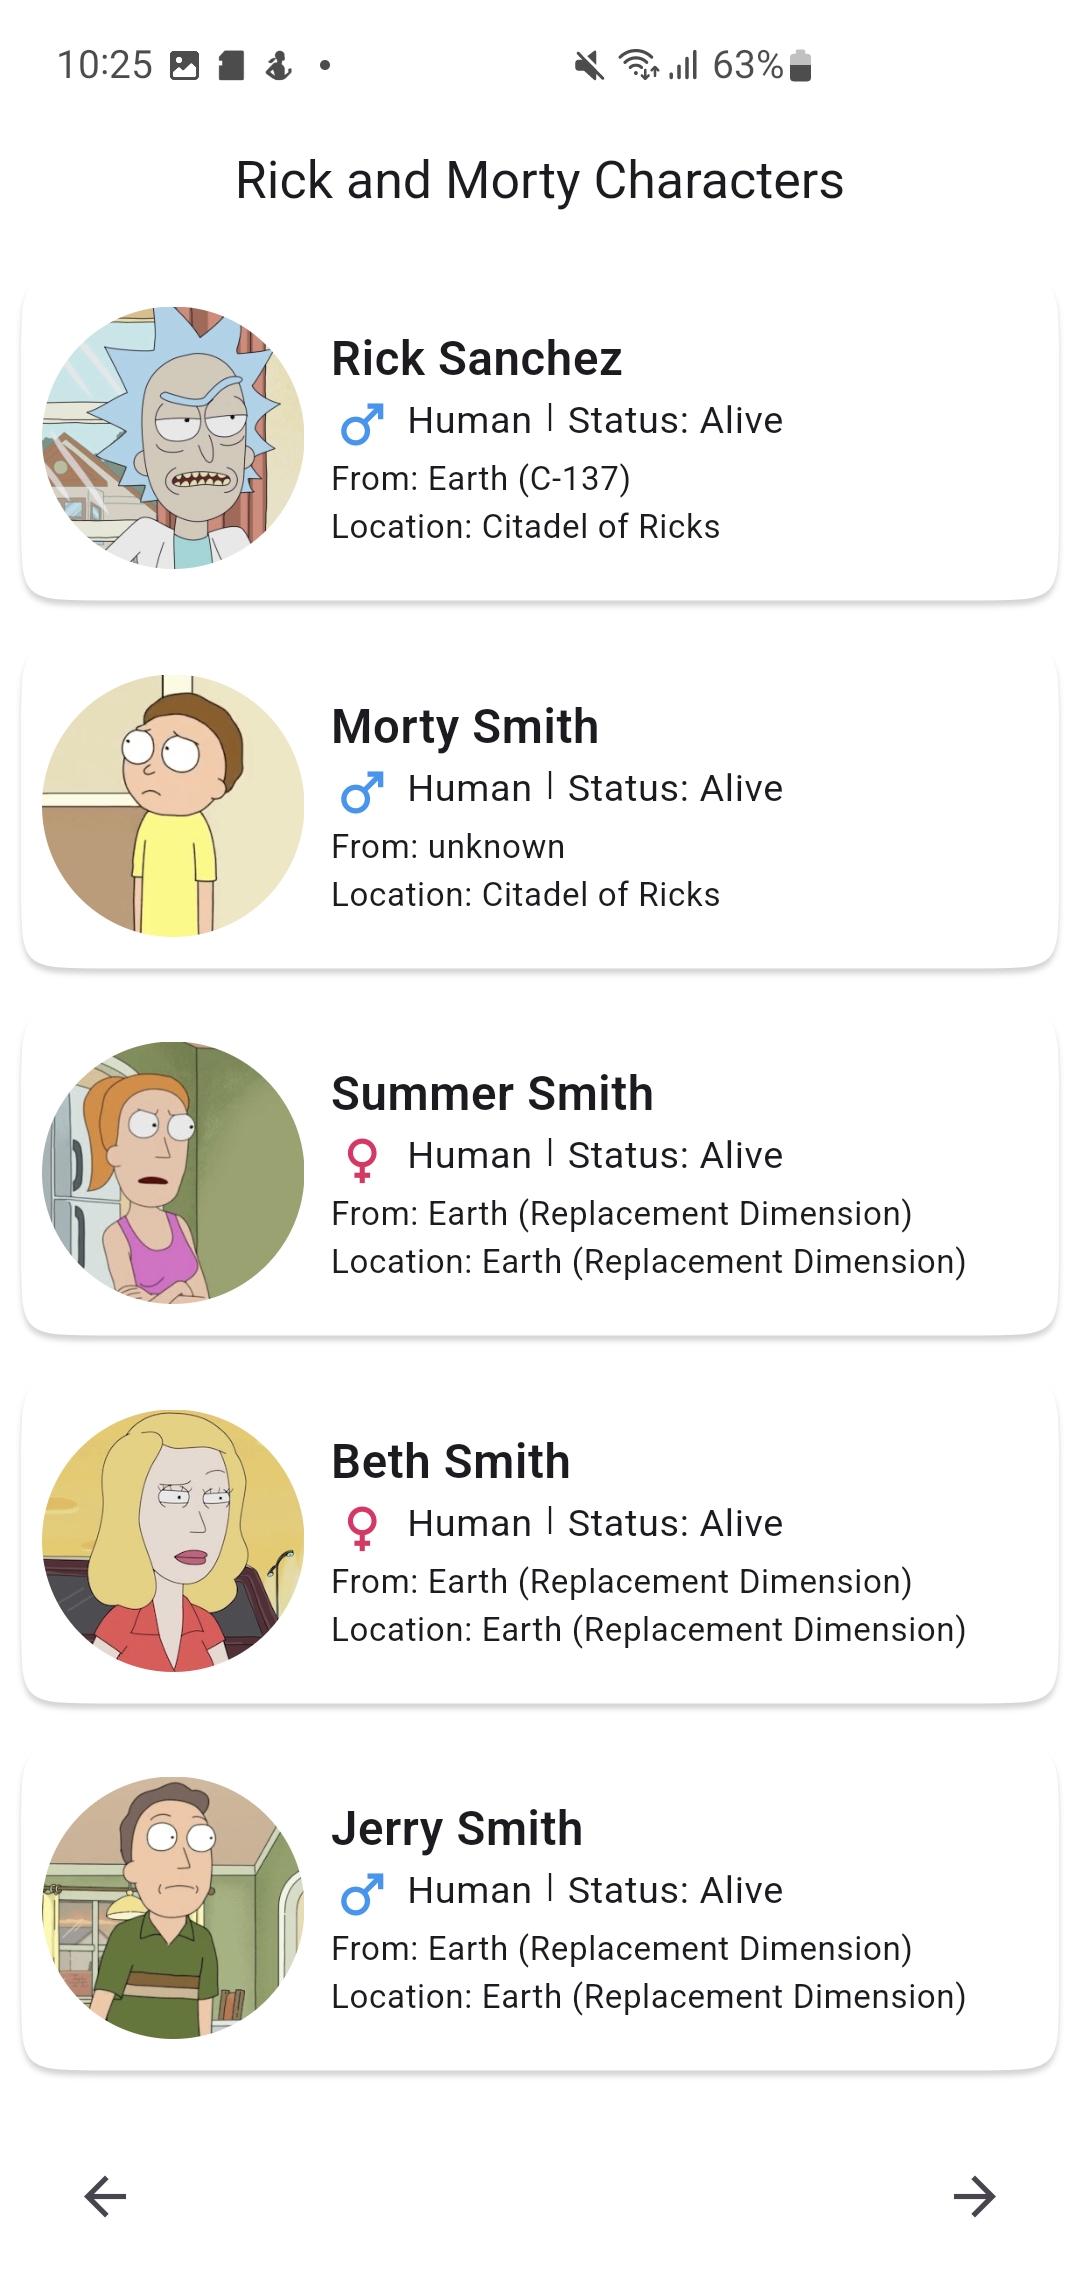 10:25 63%
Rick and Morty Characters
Rick Sanchez
Human | Status: Alive
From: Earth (C-137)
Location: Citadel of Ricks
Morty Smith
Human | Status: Alive
From: unknown
Location: Citadel of Ricks
Summer Smith
Human | Status: Alive
From: Earth (Replacement Dimension)
Location: Earth (Replacement Dimension)
Beth Smith
Human | Status: Alive
From: Earth (Replacement Dimension)
Location: Earth (Replacement Dimension)
Jerry Smith
Human | Status: Alive
From: Earth (Replacement Dimension)
Location: Earth (Replacement Dimension)